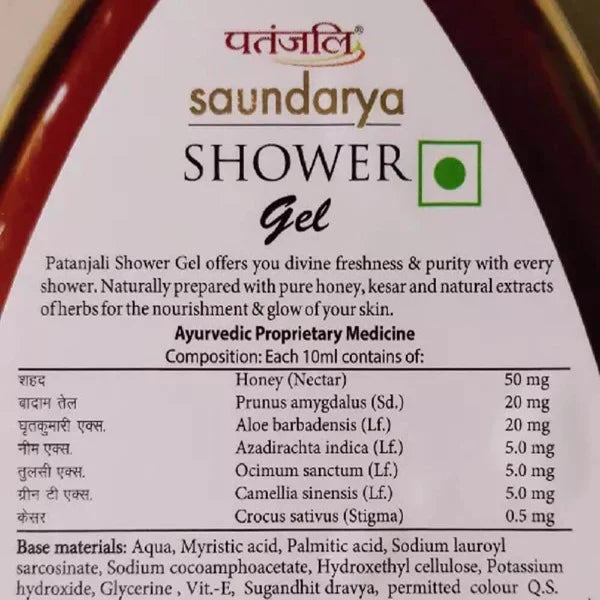 पतंजलि®
saundarya
SHOWER
Gel
Patanjali Shower Gel offers you divine freshness & purity with every
shower. Naturally prepared with pure honey, kesar and natural extracts
of herbs for the nourishment & glow of your skin.
Ayurvedic Proprietary Medicine
Composition: Each 10ml contains of:
शहद Honey (Nectar) 50 mg
बादाम तेल Prunus amygdalus (Sd.) 20 mg
घृतकुमारी एक्स. Aloe barbadensis (Lf.) 20 mg
नीम एक्स. Azadirachta indica (Lf.) 5.0 mg
तुलसी एक्स. Ocimum sanctum (Lf.) 5.0 mg
ग्रीन टी एक्स. Camellia sinensis (Lf.) 5.0 mg
केसर Crocus sativus (Stigma) 0.5 mg
Base materials: Aqua, Myristic acid, Palmitic acid, Sodium lauroyl
sarcosinate, Sodium cocoamphoacetate, Hydroxethyl cellulose, Potassium
hydroxide, Glycerine , Vit.-E, Sugandhit dravya, permitted colour Q.S.